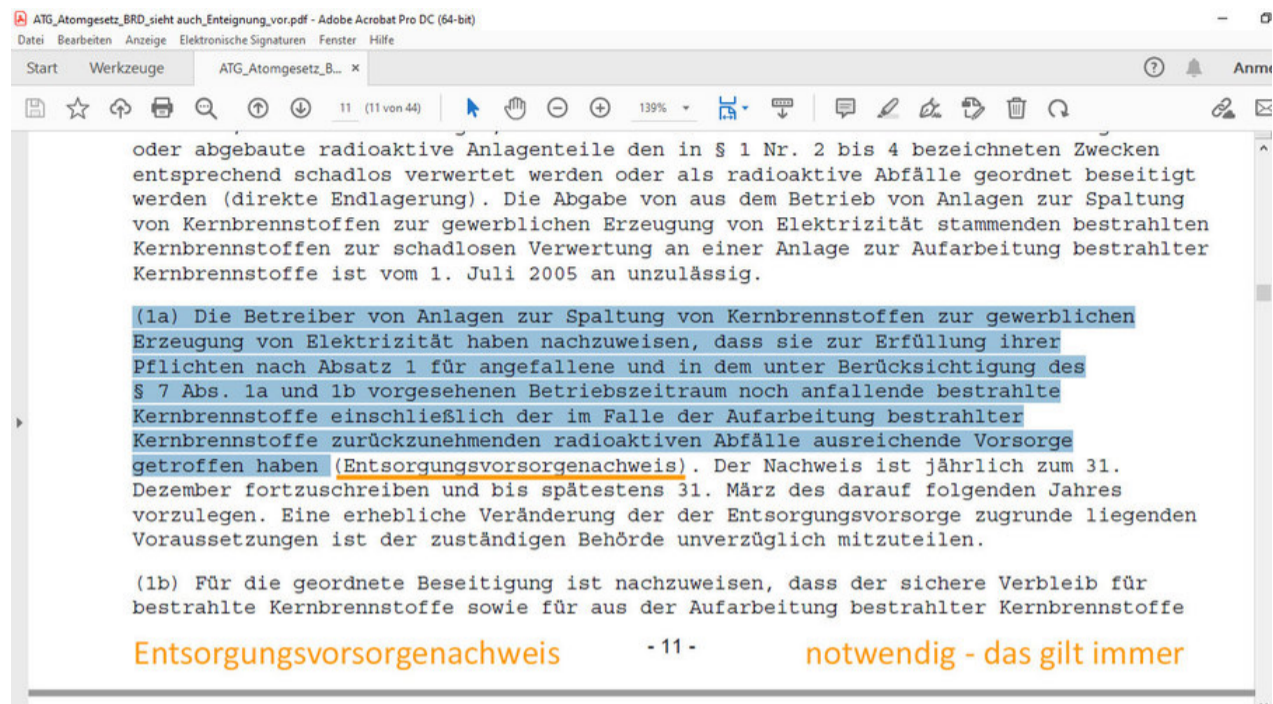 ATG_Atomgesetz_BRD_sieht auch_Enteignung_vor.pdf - Adobe Acrobat Pro DC (64-bit)
Datei Bearbeiten Anzeige Elektronische Signaturen Fenster Hilfe
Start Werkzeuge ATG_Atomgesetz_B... × Anme
11 (11 von 44) 139%
oder abgebaute radioaktive Anlagenteile den in § 1 Nr. 2 bis 4 bezeichneten Zwecken
entsprechend schadlos verwertet werden oder als radioaktive Abfälle geordnet beseitigt
werden (direkte Endlagerung). Die Abgabe von aus dem Betrieb von Anlagen zur Spaltung
von Kernbrennstoffen zur gewerblichen Erzeugung von Elektrizität stammenden bestrahlten
Kernbrennstoffen zur schadlosen Verwertung an einer Anlage zur Aufarbeitung bestrahlter
Kernbrennstoffe ist vom 1. Juli 2005 an unzulässig.
(1a) Die Betreiber von Anlagen zur Spaltung von Kernbrennstoffen zur gewerblichen
Erzeugung von Elektrizität haben nachzuweisen, dass sie zur Erfüllung ihrer
Pflichten nach Absatz 1 für angefallene und in dem unter Berücksichtigung des
§ 7 Abs. 1a und 1b vorgesehenen Betriebszeitraum noch anfallende bestrahlte
Kernbrennstoffe einschließlich der im Falle der Aufarbeitung bestrahlter
Kernbrennstoffe zurückzunehmenden radioaktiven Abfälle ausreichende Vorsorge
getroffen haben (Entsorgungsvorsorgenachweis). Der Nachweis ist jährlich zum 31.
Dezember fortzuschreiben und bis spätestens 31. März des darauf folgenden Jahres
vorzulegen. Eine erhebliche Veränderung der der Entsorgungsvorsorge zugrunde liegenden
Voraussetzungen ist der zuständigen Behörde unverzüglich mitzuteilen.
(1b) Für die geordnete Beseitigung ist nachzuweisen, dass der sichere Verbleib für
bestrahlte Kernbrennstoffe sowie für aus der Aufarbeitung bestrahlter Kernbrennstoffe
Entsorgungsvorsorgenachweis - 11 - notwendig - das gilt immer